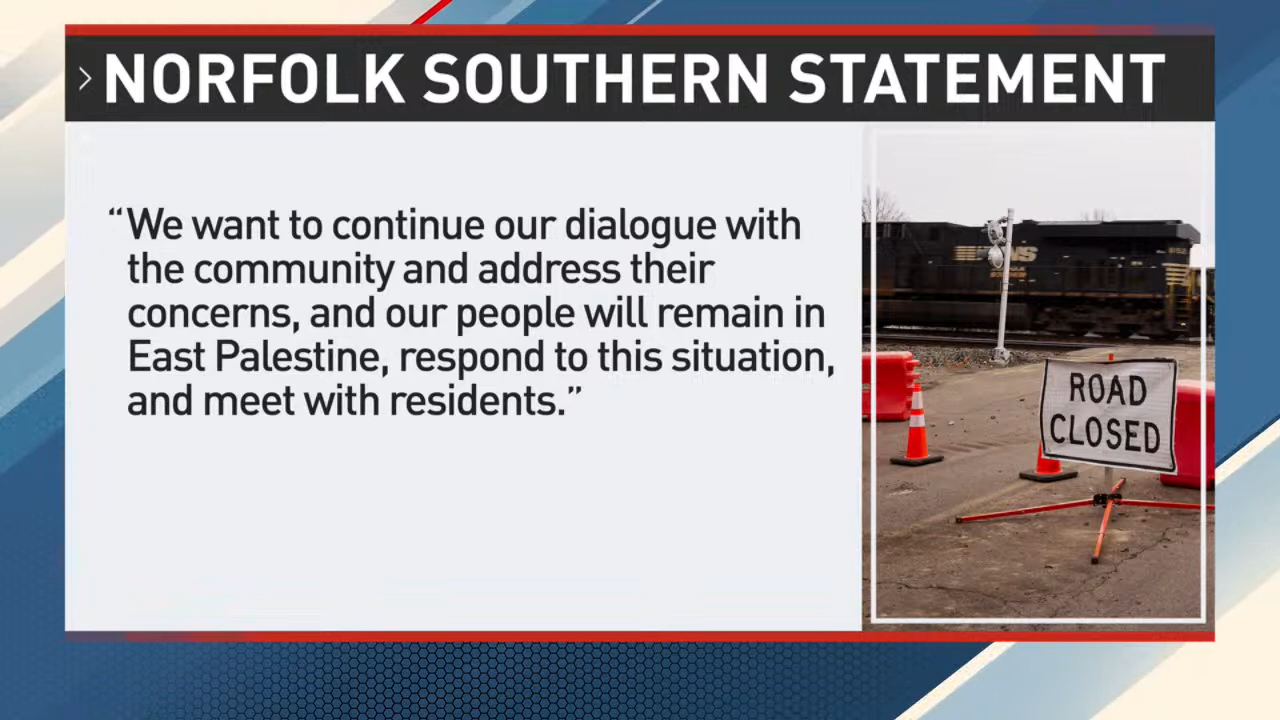 NORFOLK SOUTHERN STATEMENT
“We want to continue our dialogue with
the community and address their
concerns, and our people will remain in
East Palestine, respond to this situation,
and meet with residents.”
NS
ROAD
CLOSED